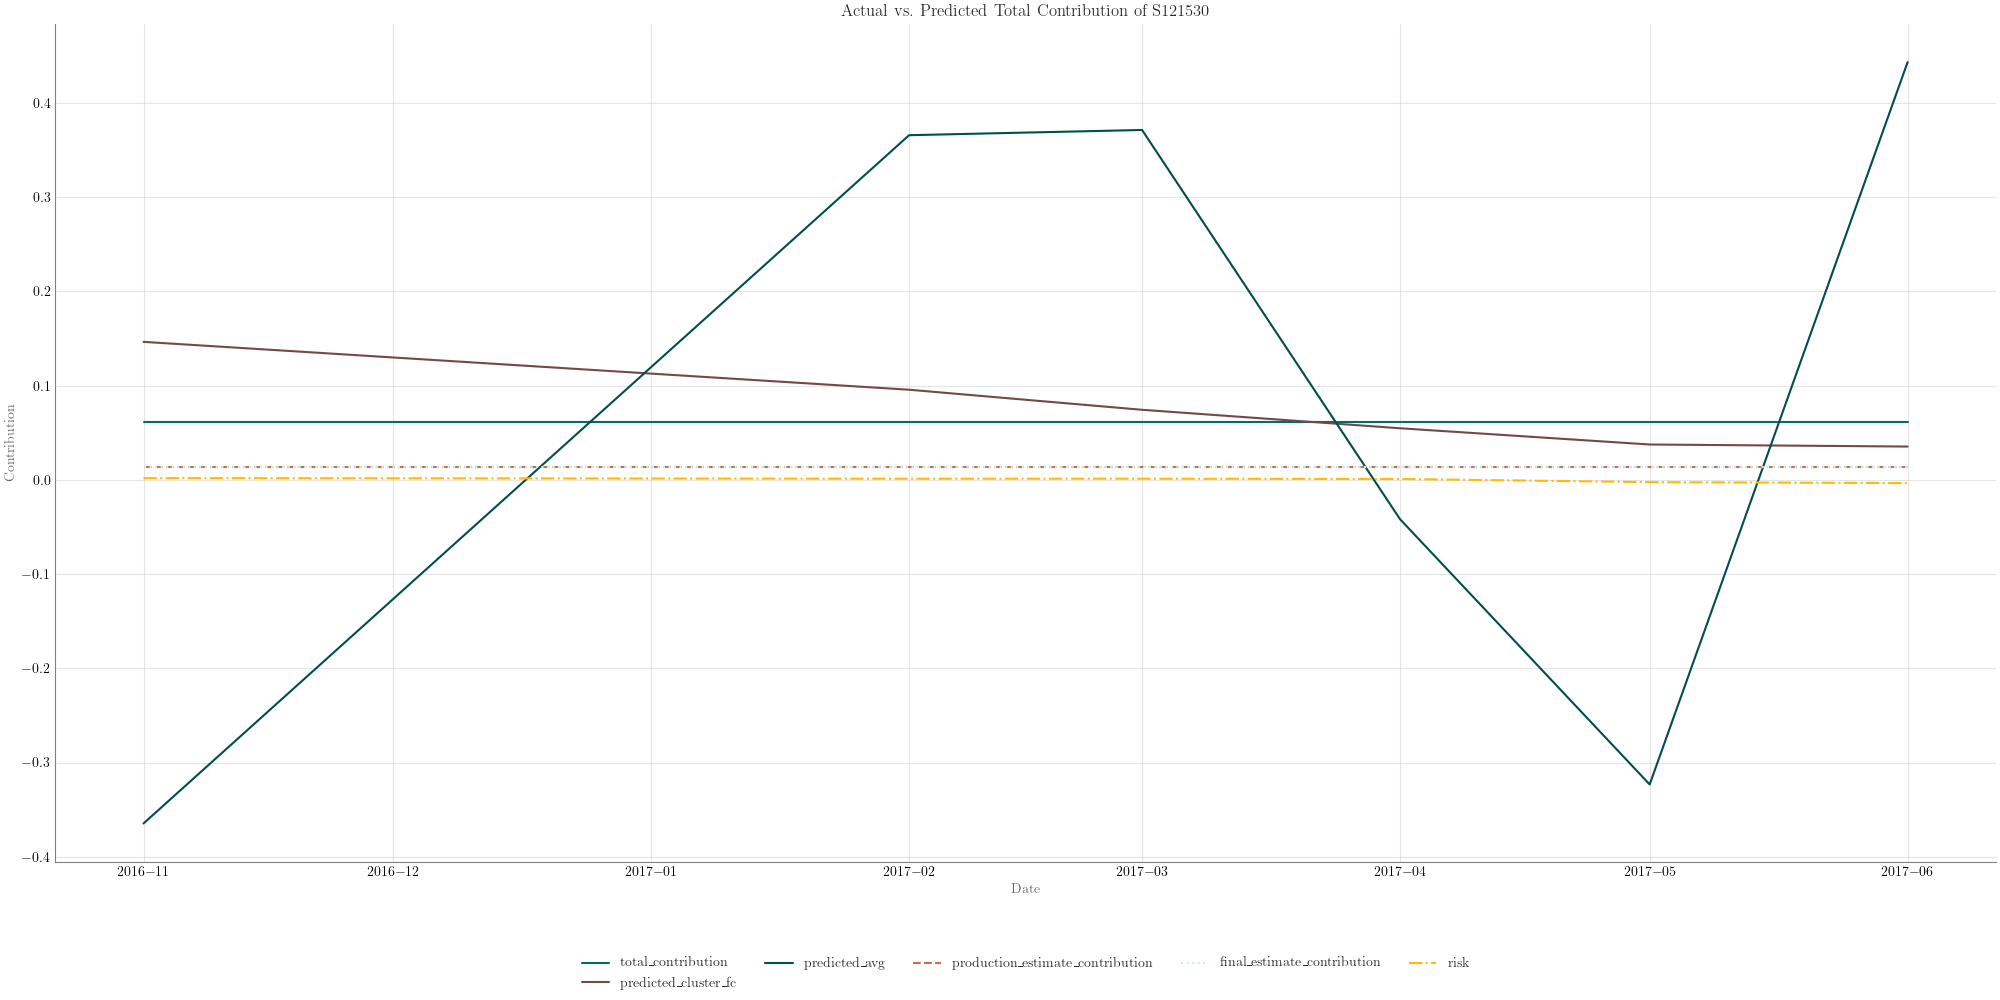 Actual vs. Predicted Total Contribution of S121530
Contribution
0.4
0.3
0.2
0.1
0.0
−0.1
−0.2
−0.3
−0.4
2016−11 2016−12 2017−01 2017−02 2017−03 2017−04 2017−05 2017−06
Date
total_contribution predicted_avg production_estimate_contribution final_estimate_contribution risk
predicted_cluster_fc